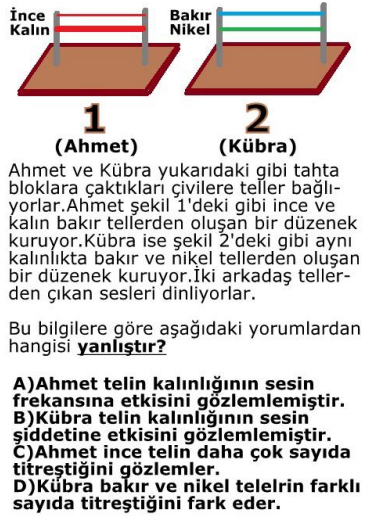 İnce
Kalın
Bakır
Nikel
1
2
(Ahmet)
(Kübra)
Ahmet ve Kübra yukarıdaki gibi tahta
bloklara çaktıkları çivilere teller bağlı-
yorlar.Ahmet şekil 1'deki gibi ince ve
kalın bakır tellerden oluşan bir düzenek
kuruyor.Kübra ise şekil 2'deki gibi aynı
kalınlıkta bakır ve nikel tellerden oluşan
bir düzenek kuruyor.İki arkadaş teller-
den çıkan sesleri dinliyorlar.
Bu bilgilere göre aşağıdaki yorumlardan
hangisi yanlıştır?
A)Ahmet telin kalınlığının sesin
frekansına etkisini gözlemlemiştir.
B)Kübra telin kalınlığının sesin
şiddetine etkisini gözlemlemiştir.
C)Ahmet ince telin daha çok sayıda
titreştiğini gözlemler.
D)Kübra bakır ve nikel telelrin farklı
sayıda titreştiğini fark eder.